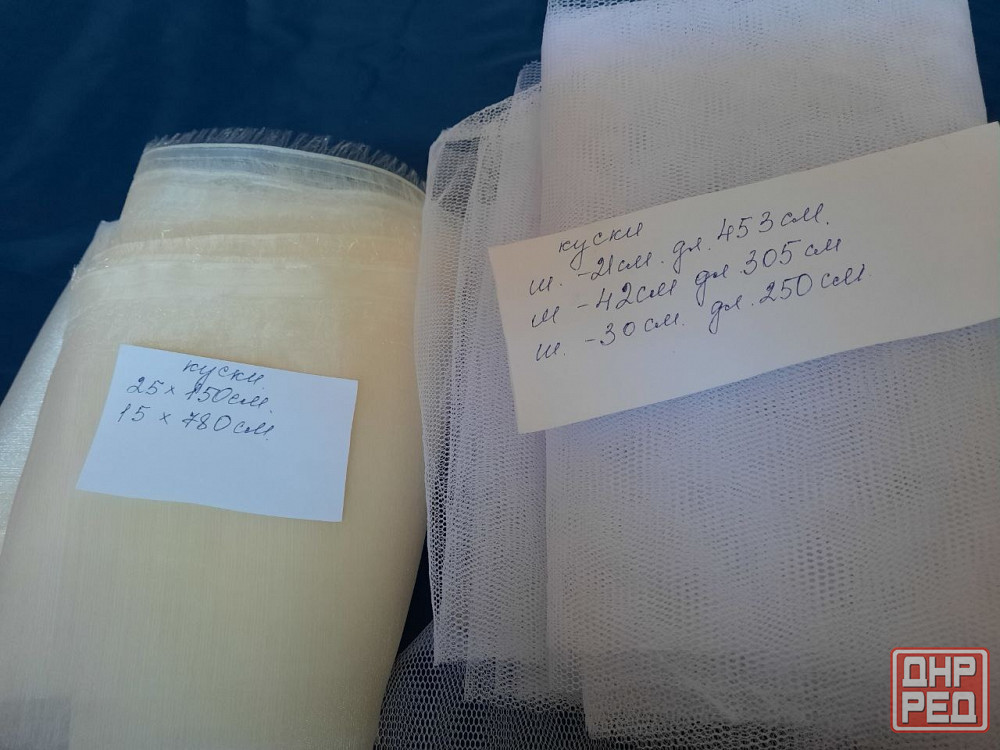 куски
25 х 150см.
15 х 780см.
куски
ш. -21см. дл. 453см.
ш -42см дл 305см
ш. -30см. дл. 250см.
ДНР
РЕД